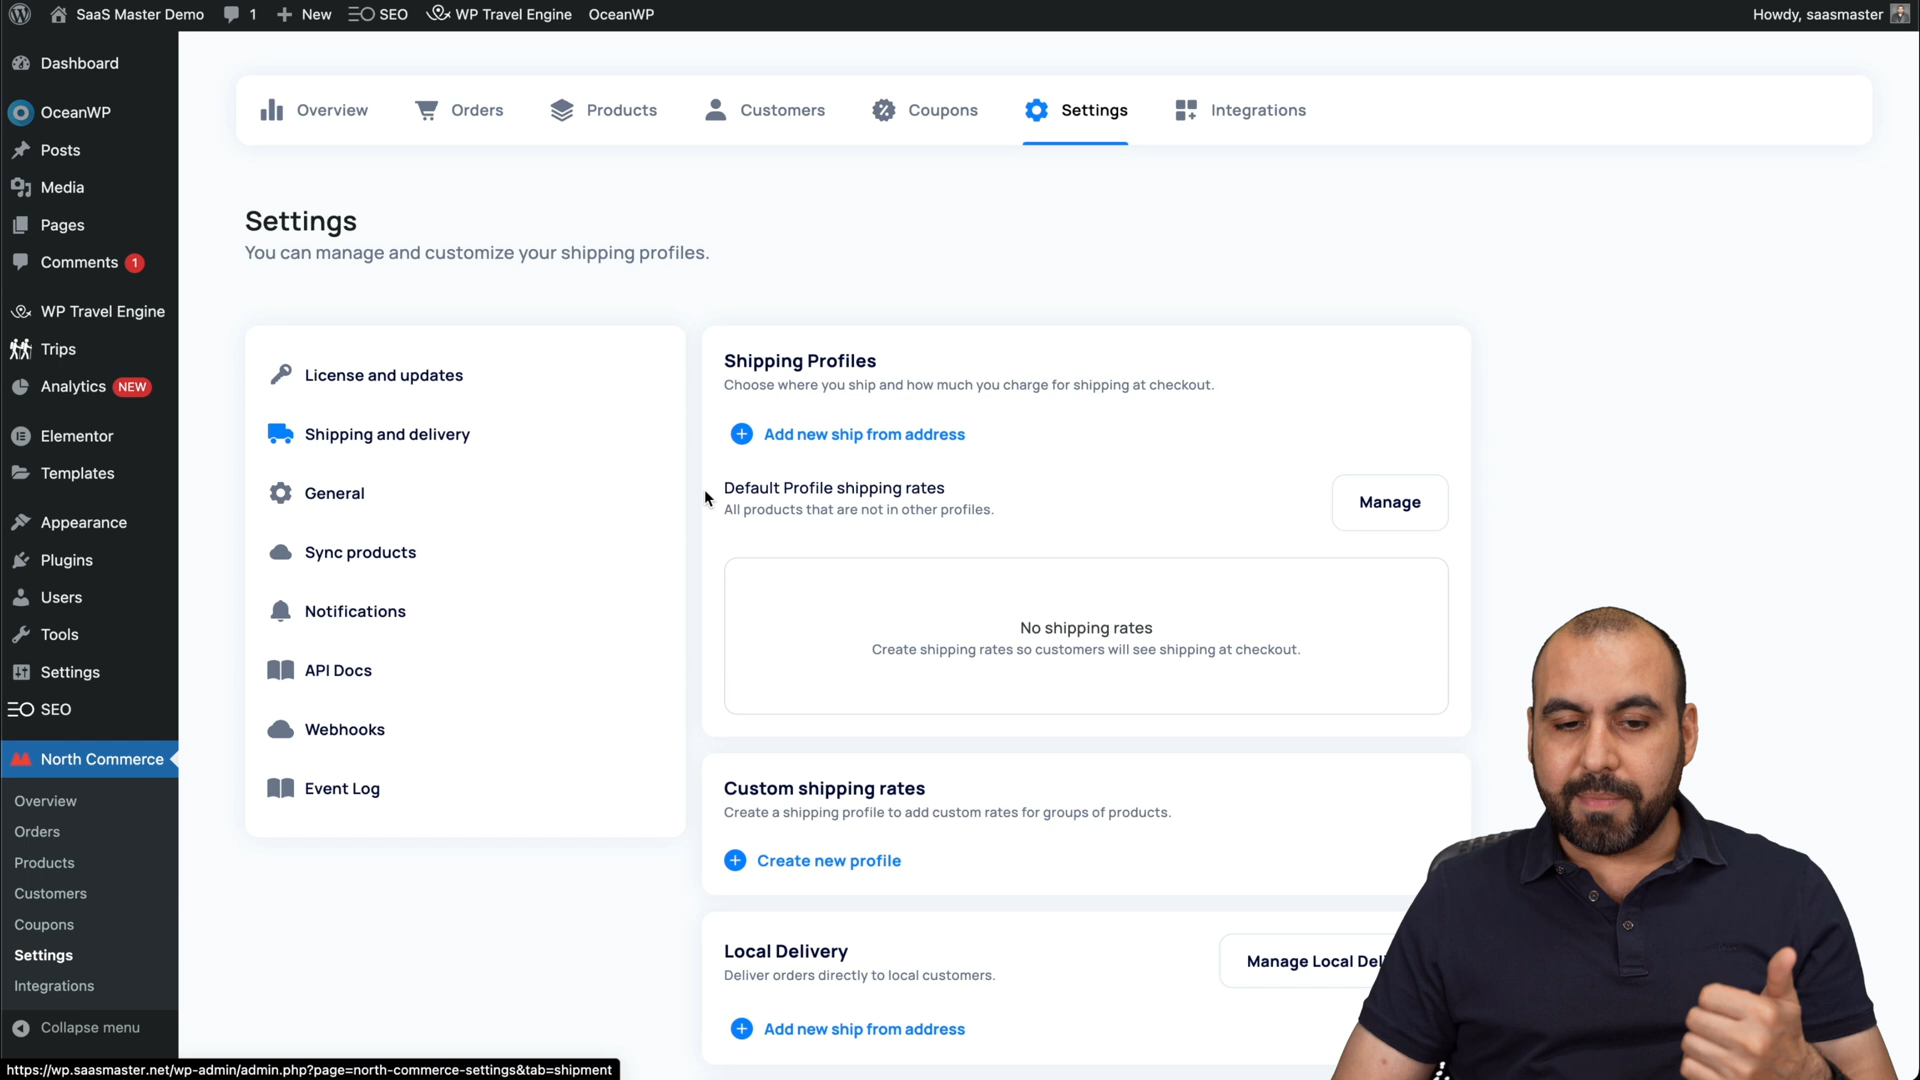 SaaS Master Demo 1 New SEO WP Travel Engine OceanWP Howdy, saasmaster
Dashboard
OceanWP
Posts
Media
Pages
Comments 1
WP Travel Engine
Trips
Analytics NEW
Elementor
Templates
Appearance
Plugins
Users
Tools
Settings
SEO
North Commerce
Overview
Orders
Products
Customers
Coupons
Settings
Integrations
Collapse menu
Overview Orders Products Customers Coupons Settings Integrations
Settings
You can manage and customize your shipping profiles.
License and updates
Shipping and delivery
General
Sync products
Notifications
API Docs
Webhooks
Event Log
Shipping Profiles
Choose where you ship and how much you charge for shipping at checkout.
Add new ship from address
Default Profile shipping rates
All products that are not in other profiles.
Manage
No shipping rates
Create shipping rates so customers will see shipping at checkout.
Custom shipping rates
Create a shipping profile to add custom rates for groups of products.
Create new profile
Local Delivery
Deliver orders directly to local customers.
Manage Local Del
Add new ship from address
https://wp.saasmaster.net/wp-admin/admin.php?page=north-commerce-settings&tab=shipment